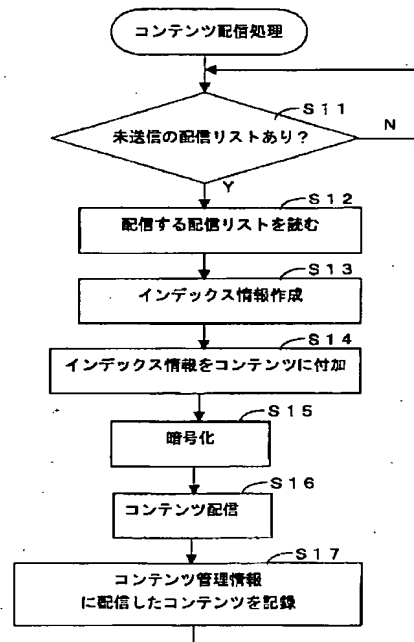 コンテンツ配信処理
S11
未送信の配信リストあり？
N
Y
S12
配信する配信リストを読む
S13
インデックス情報作成
S14
インデックス情報をコンテンツに付加
S15
暗号化
S16
コンテンツ配信
S17
コンテンツ管理情報
に配信したコンテンツを記録